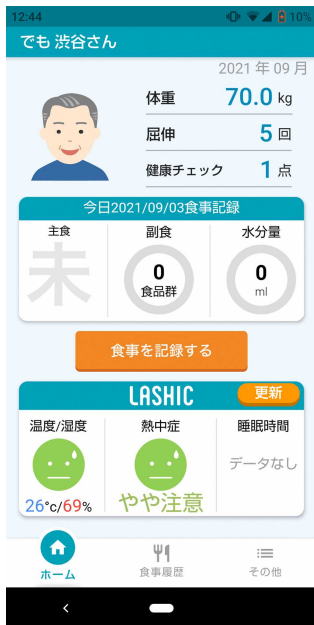 12:44
10%
でも 渋谷さん
2021 年 09 月
体重 70.0 kg
屈伸 5 回
健康チェック 1 点
今日2021/09/03食事記録
主食 副食 水分量
未 0 0
食品群 ml
食事を記録する
LASHIC 更新
温度/湿度 熱中症 睡眠時間
データなし
26°c/69% やや注意
ホーム 食事履歴 その他